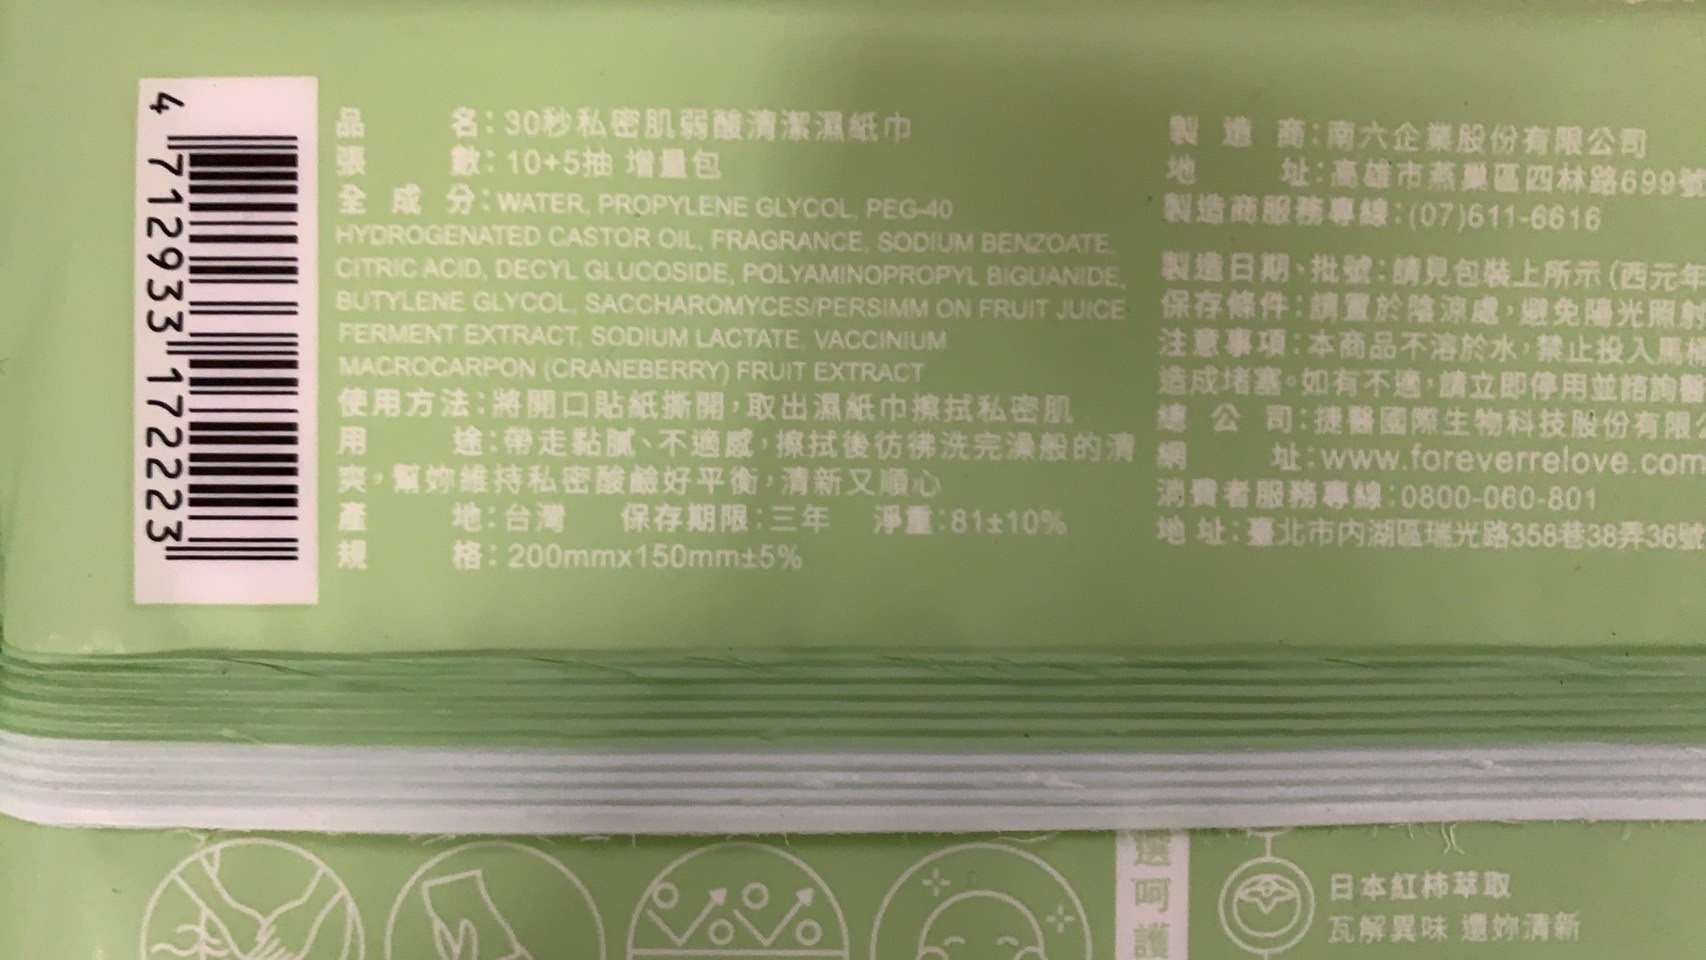 4 712933 172223
品 名：30秒私密肌弱酸清潔濕紙巾
張 數：10+5抽 增量包
全 成 分：WATER, PROPYLENE GLYCOL, PEG-40
HYDROGENATED CASTOR OIL, FRAGRANCE, SODIUM BENZOATE,
CITRIC ACID, DECYL GLUCOSIDE, POLYAMINOPROPYL BIGUANIDE,
BUTYLENE GLYCOL, SACCHAROMYCES/PERSIMM ON FRUIT JUICE
FERMENT EXTRACT, SODIUM LACTATE, VACCINIUM
MACROCARPON (CRANEBERRY) FRUIT EXTRACT
使用方法：將開口貼紙撕開，取出濕紙巾擦拭私密肌
用 途：帶走黏膩、不適感，擦拭後彷彿洗完澡般的清
爽，幫妳維持私密酸鹼好平衡，清新又順心
產 地：台灣 保存期限：三年 淨重：81±10%
規 格：200mmx150mm±5%
製 造 商：南六企業股份有限公司
地 址：高雄市燕巢區四林路699號
製造商服務專線：(07)611-6616
製造日期、批號：請見包裝上所示(西元年
保存條件：請置於陰涼處，避免陽光照射
注意事項：本商品不溶於水，禁止投入馬桶
造成堵塞。如有不適，請立即停用並諮詢醫
總 公 司：捷醫國際生物科技股份有限公
網 址：www.foreverrelove.com
消費者服務專線：0800-060-801
地 址：臺北市內湖區瑞光路358巷38弄36號
還呵護
日本紅柿萃取
瓦解異味 還妳清新